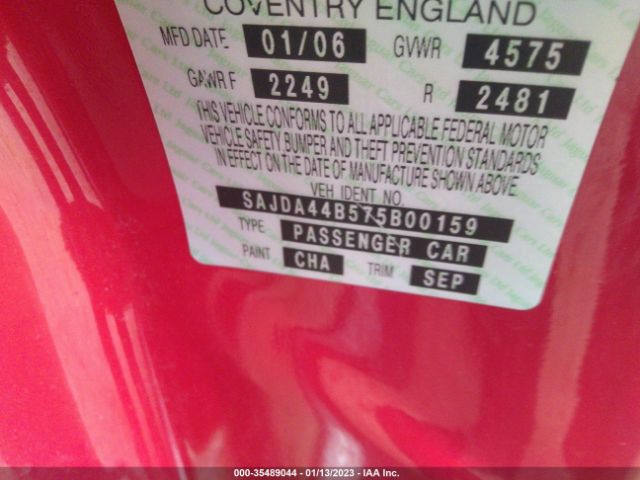 COVENTRY ENGLAND
MFD DATE 01/06 GVWR 4575
GAWR F 2249 R 2481
THIS VEHICLE CONFORMS TO ALL APPLICABLE FEDERAL MOTOR
VEHICLE SAFETY BUMPER AND THEFT PREVENTION STANDARDS
IN EFFECT ON THE DATE OF MANUFACTURE SHOWN ABOVE.
VEH IDENT NO.
SAJDA44B575B00159
TYPE PASSENGER CAR
PAINT CHA TRIM SEP
000-35489044 - 01/13/2023 - IAA Inc.